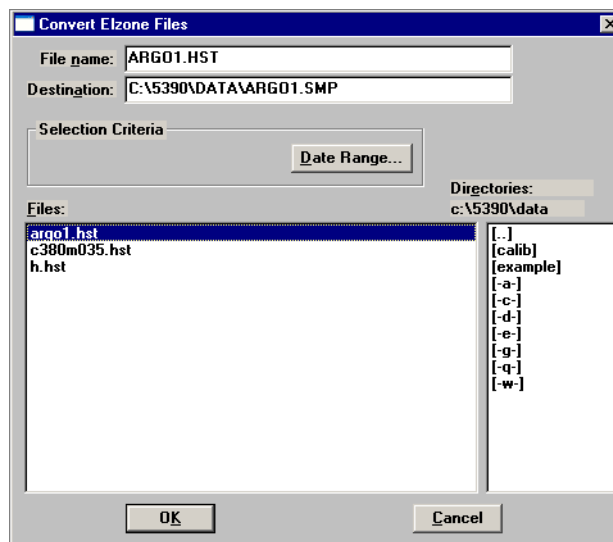 Convert Elzone Files
File name: ARGO1.HST
Destination: C:\5390\DATA\ARGO1.SMP
Selection Criteria
Date Range...
Directories:
Files: c:\5390\data
argo1.hst
c380m035.hst
h.hst
[..]
[calib]
[example]
[-a-]
[-c-]
[-d-]
[-e-]
[-g-]
[-q-]
[-w-]
OK Cancel